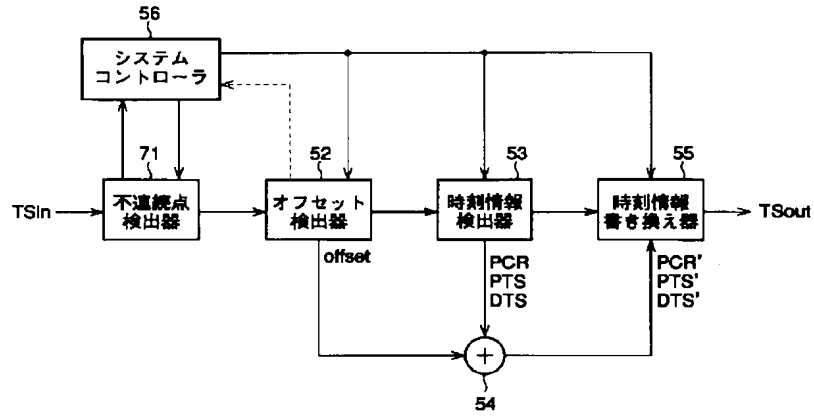 56
システム
コントローラ
71
52
53
55
TSin
不連続点
検出器
オフセット
検出器
時刻情報
検出器
時刻情報
書き換え器
TSout
offset
PCR
PTS
DTS
PCR'
PTS'
DTS'
+
54